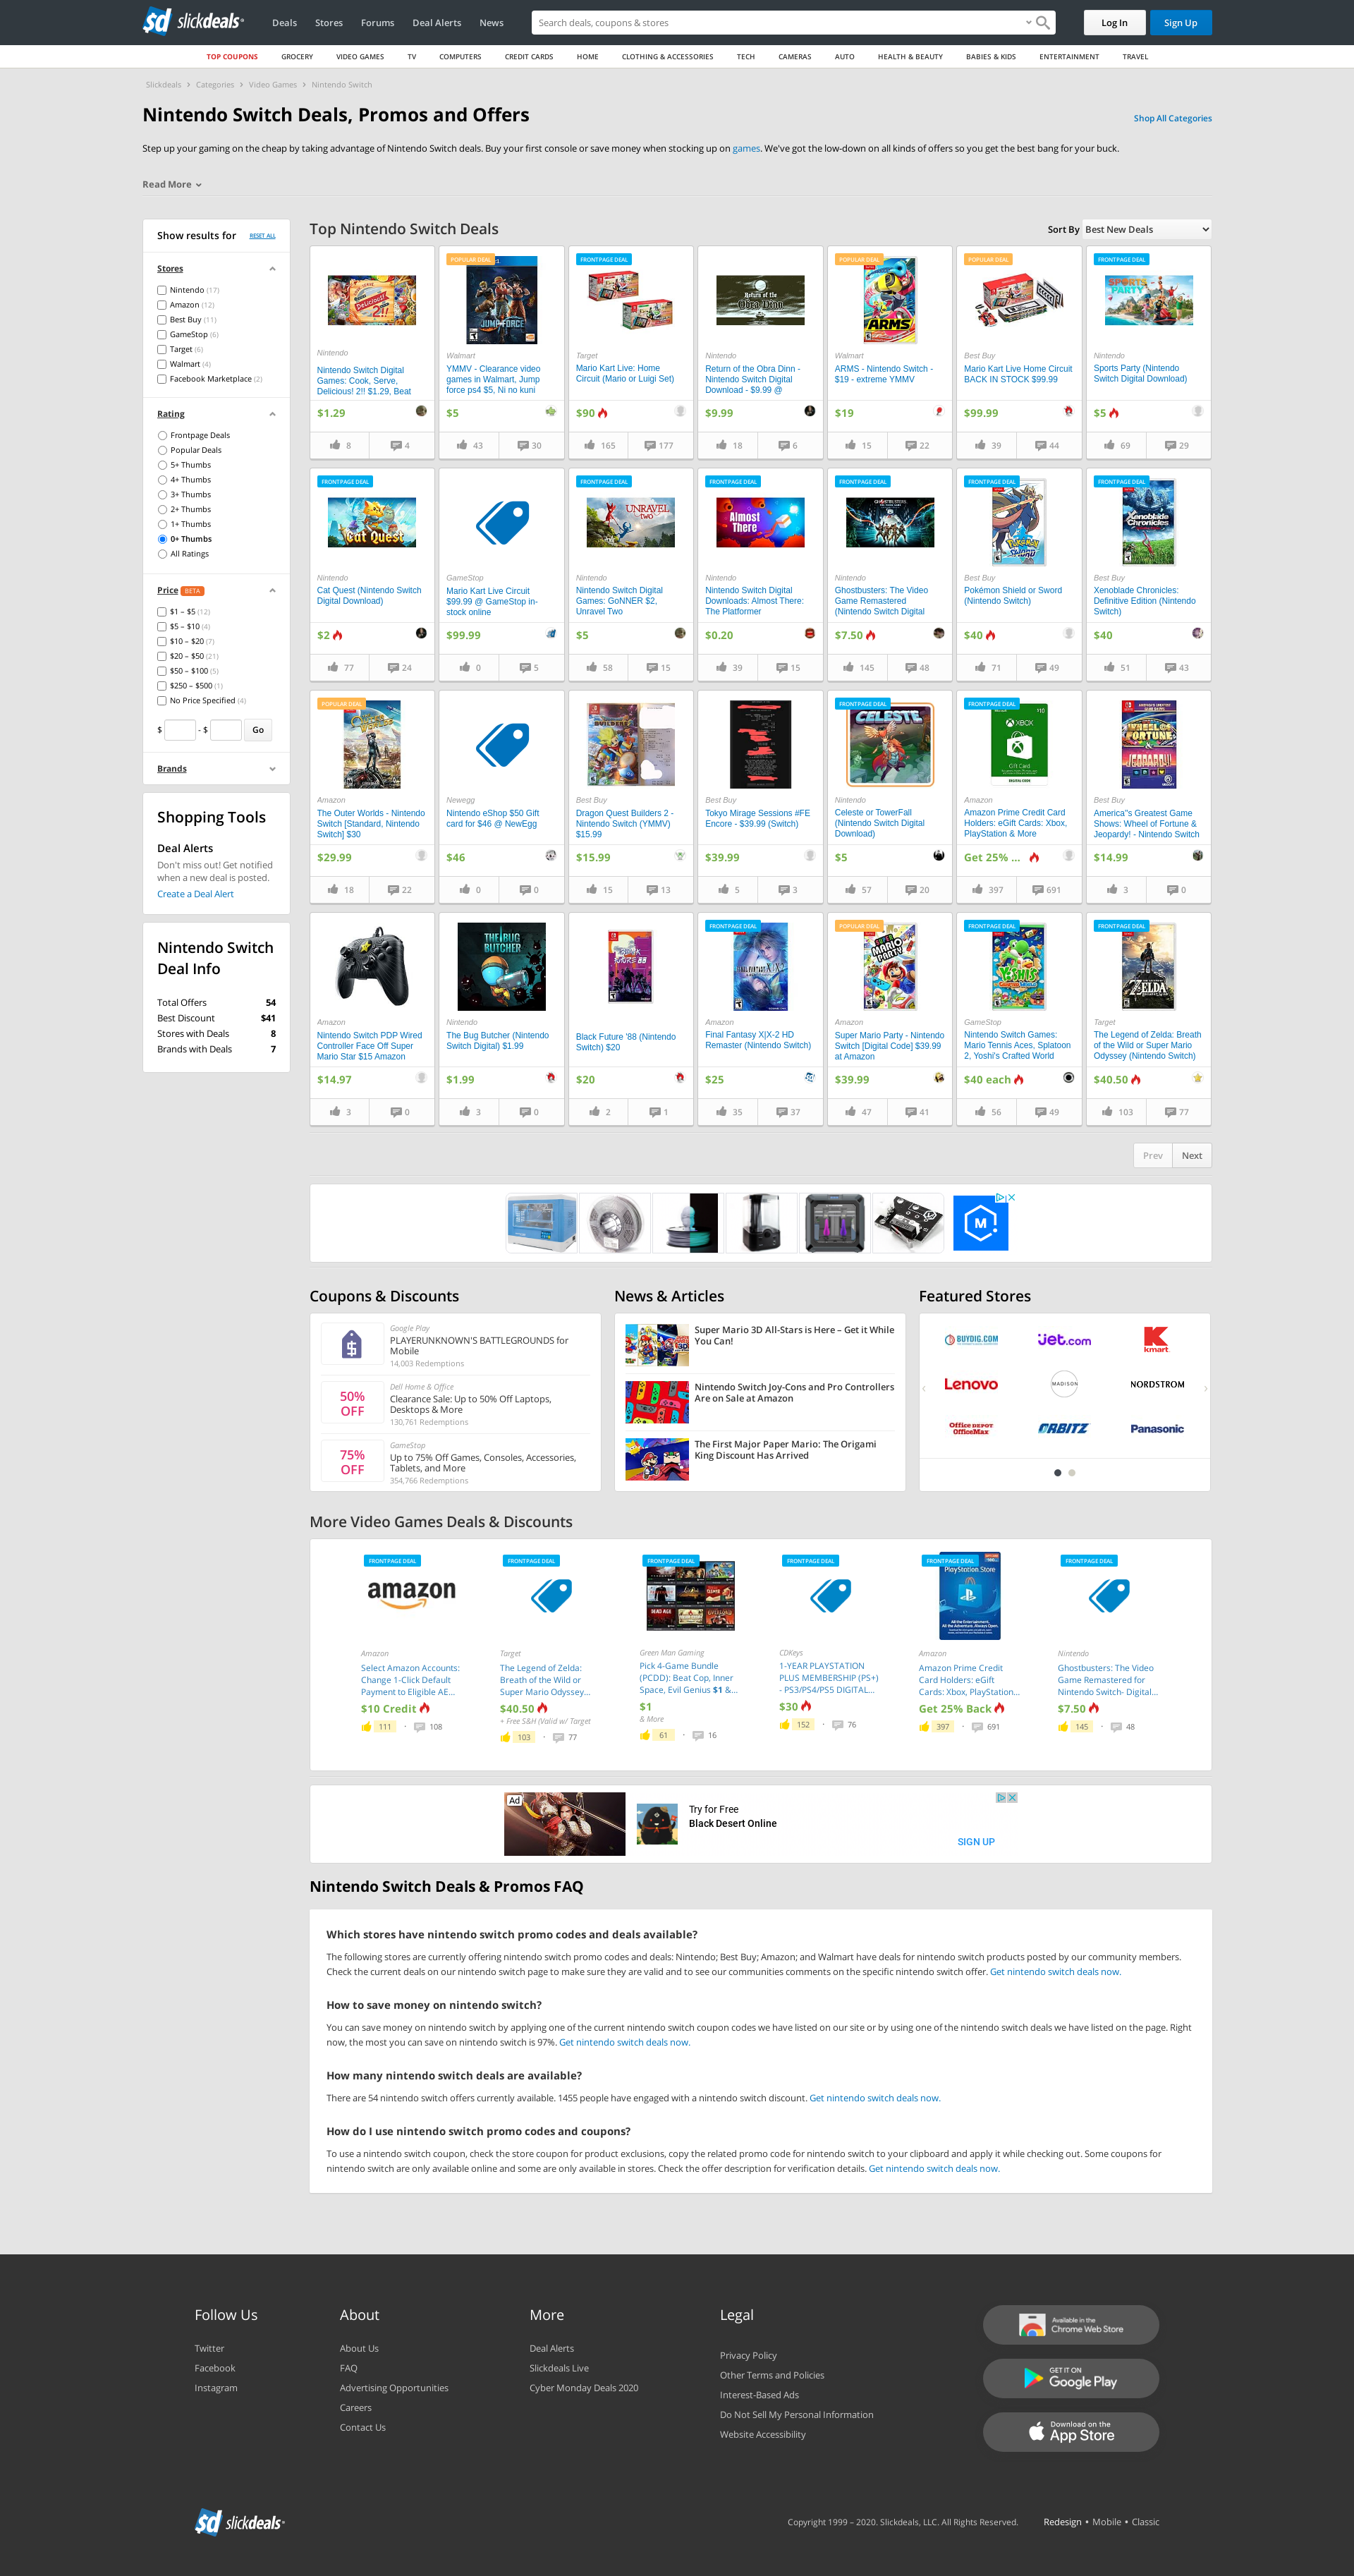 slickdeals
Deals
Stores
Forums
Deal Alerts
News
Search deals, coupons & stores
Log In
Sign Up
TOP COUPONS
GROCERY
VIDEO GAMES
TV
COMPUTERS
CREDIT CARDS
HOME
CLOTHING & ACCESSORIES
TECH
CAMERAS
AUTO
HEALTH & BEAUTY
BABIES & KIDS
ENTERTAINMENT
TRAVEL
Slickdeals › Categories › Video Games › Nintendo Switch
Nintendo Switch Deals, Promos and Offers
Shop All Categories
Step up your gaming on the cheap by taking advantage of Nintendo Switch deals. Buy your first console or save money when stocking up on games. We've got the low-down on all kinds of offers so you get the best bang for your buck.
Read More
Show results for
RESET ALL
Stores
Nintendo (17)
Amazon (12)
Best Buy (11)
GameStop (6)
Target (6)
Walmart (4)
Facebook Marketplace (2)
Rating
Frontpage Deals
Popular Deals
5+ Thumbs
4+ Thumbs
3+ Thumbs
2+ Thumbs
1+ Thumbs
0+ Thumbs
All Ratings
Price BETA
$1 – $5 (12)
$5 – $10 (4)
$10 – $20 (7)
$20 – $50 (21)
$50 – $100 (5)
$250 – $500 (1)
No Price Specified (4)
$ - $ Go
Brands
Shopping Tools
Deal Alerts
Don't miss out! Get notified
when a new deal is posted.
Create a Deal Alert
Nintendo Switch
Deal Info
Total Offers 54
Best Discount $41
Stores with Deals 8
Brands with Deals 7
Top Nintendo Switch Deals
Sort By Best New Deals
Nintendo
Nintendo Switch Digital
Games: Cook, Serve,
Delicious! 2!! $1.29, Beat
$1.29
8 4
POPULAR DEAL
JUMP FORCE
Walmart
YMMV - Clearance video
games in Walmart, Jump
force ps4 $5, Ni no kuni
$5
43 30
FRONTPAGE DEAL
Target
Mario Kart Live: Home
Circuit (Mario or Luigi Set)
$90
165 177
Return of the
Obra Dinn
Nintendo
Return of the Obra Dinn -
Nintendo Switch Digital
Download - $9.99 @
$9.99
18 6
POPULAR DEAL
ARMS
Walmart
ARMS - Nintendo Switch -
$19 - extreme YMMV
$19
15 22
POPULAR DEAL
Best Buy
Mario Kart Live Home Circuit
BACK IN STOCK $99.99
$99.99
39 44
FRONTPAGE DEAL
SPORTS
PARTY
Nintendo
Sports Party (Nintendo
Switch Digital Download)
$5
69 29
FRONTPAGE DEAL
Cat Quest
Nintendo
Cat Quest (Nintendo Switch
Digital Download)
$2
77 24
GameStop
Mario Kart Live Circuit
$99.99 @ GameStop in-
stock online
$99.99
0 5
FRONTPAGE DEAL
UNRAVEL
TWO
Nintendo
Nintendo Switch Digital
Games: GoNNER $2,
Unravel Two
$5
58 15
FRONTPAGE DEAL
Almost
There
Nintendo
Nintendo Switch Digital
Downloads: Almost There:
The Platformer
$0.20
39 15
FRONTPAGE DEAL
GHOSTBUSTERS
Nintendo
Ghostbusters: The Video
Game Remastered
(Nintendo Switch Digital
$7.50
145 48
FRONTPAGE DEAL
Pokémon
SWORD
Best Buy
Pokémon Shield or Sword
(Nintendo Switch)
$40
71 49
FRONTPAGE DEAL
Xenoblade
Chronicles
Best Buy
Xenoblade Chronicles:
Definitive Edition (Nintendo
Switch)
$40
51 43
POPULAR DEAL
Amazon
The Outer Worlds - Nintendo
Switch [Standard, Nintendo
Switch] $30
$29.99
18 22
Newegg
Nintendo eShop $50 Gift
card for $46 @ NewEgg
$46
0 0
BUILDERS
Best Buy
Dragon Quest Builders 2 -
Nintendo Switch (YMMV)
$15.99
$15.99
15 13
Best Buy
Tokyo Mirage Sessions #FE
Encore - $39.99 (Switch)
$39.99
5 3
FRONTPAGE DEAL
CELESTE
Nintendo
Celeste or TowerFall
(Nintendo Switch Digital
Download)
$5
57 20
FRONTPAGE DEAL
XBOX
$10
Gift Card
Amazon
Amazon Prime Credit Card
Holders: eGift Cards: Xbox,
PlayStation & More
Get 25% ...
397 691
WHEEL OF
FORTUNE
&
JEOPARDY!
Best Buy
America"s Greatest Game
Shows: Wheel of Fortune &
Jeopardy! - Nintendo Switch
$14.99
3 0
Amazon
Nintendo Switch PDP Wired
Controller Face Off Super
Mario Star $15 Amazon
$14.97
3 0
THE BUG
BUTCHER
Nintendo
The Bug Butcher (Nintendo
Switch Digital) $1.99
$1.99
3 0
Black Future '88 (Nintendo
Switch) $20
$20
2 1
FRONTPAGE DEAL
FINAL FANTASY X|X-2
Amazon
Final Fantasy X|X-2 HD
Remaster (Nintendo Switch)
$25
35 37
POPULAR DEAL
SUPER
MARIO
PARTY
Amazon
Super Mario Party - Nintendo
Switch [Digital Code] $39.99
at Amazon
$39.99
47 41
FRONTPAGE DEAL
YOSHI'S
GameStop
Nintendo Switch Games:
Mario Tennis Aces, Splatoon
2, Yoshi's Crafted World
$40 each
56 49
FRONTPAGE DEAL
ZELDA
Target
The Legend of Zelda: Breath
of the Wild or Super Mario
Odyssey (Nintendo Switch)
$40.50
103 77
Prev
Next
M
Coupons & Discounts
Google Play
PLAYERUNKNOWN'S BATTLEGROUNDS for
Mobile
14,003 Redemptions
50%
OFF
Dell Home & Office
Clearance Sale: Up to 50% Off Laptops,
Desktops & More
130,761 Redemptions
75%
OFF
GameStop
Up to 75% Off Games, Consoles, Accessories,
Tablets, and More
354,766 Redemptions
News & Articles
Super Mario 3D All-Stars is Here – Get it While
You Can!
Nintendo Switch Joy-Cons and Pro Controllers
Are on Sale at Amazon
The First Major Paper Mario: The Origami
King Discount Has Arrived
Featured Stores
BUYDIG.COM
Jet.com
kmart
Lenovo
MADISON
NORDSTROM
Office DEPOT
OfficeMax
ORBITZ
Panasonic
More Video Games Deals & Discounts
FRONTPAGE DEAL
amazon
Amazon
Select Amazon Accounts:
Change 1-Click Default
Payment to Eligible AE...
$10 Credit
111 · 108
FRONTPAGE DEAL
Target
The Legend of Zelda:
Breath of the Wild or
Super Mario Odyssey...
$40.50
+ Free S&H (Valid w/ Target
103 · 77
FRONTPAGE DEAL
Green Man Gaming
Pick 4-Game Bundle
(PCDD): Beat Cop, Inner
Space, Evil Genius $1 &...
$1
& More
61 · 16
FRONTPAGE DEAL
CDKeys
1-YEAR PLAYSTATION
PLUS MEMBERSHIP (PS+)
- PS3/PS4/PS5 DIGITAL...
$30
152 · 76
FRONTPAGE DEAL
PlayStation Store
Amazon
Amazon Prime Credit
Card Holders: eGift
Cards: Xbox, PlayStation...
Get 25% Back
397 · 691
FRONTPAGE DEAL
Nintendo
Ghostbusters: The Video
Game Remastered for
Nintendo Switch- Digital...
$7.50
145 · 48
Ad
Try for Free
Black Desert Online
SIGN UP
Nintendo Switch Deals & Promos FAQ
Which stores have nintendo switch promo codes and deals available?
The following stores are currently offering nintendo switch promo codes and deals: Nintendo; Best Buy; Amazon; and Walmart have deals for nintendo switch products posted by our community members.
Check the current deals on our nintendo switch page to make sure they are valid and to see our communities comments on the specific nintendo switch offer. Get nintendo switch deals now.
How to save money on nintendo switch?
You can save money on nintendo switch by applying one of the current nintendo switch coupon codes we have listed on our site or by using one of the nintendo switch deals we have listed on the page. Right
now, the most you can save on nintendo switch is 97%. Get nintendo switch deals now.
How many nintendo switch deals are available?
There are 54 nintendo switch offers currently available. 1455 people have engaged with a nintendo switch discount. Get nintendo switch deals now.
How do I use nintendo switch promo codes and coupons?
To use a nintendo switch coupon, check the store coupon for product exclusions, copy the related promo code for nintendo switch to your clipboard and apply it while checking out. Some coupons for
nintendo switch are only available online and some are only available in stores. Check the offer description for verification details. Get nintendo switch deals now.
Follow Us
Twitter
Facebook
Instagram
About
About Us
FAQ
Advertising Opportunities
Careers
Contact Us
More
Deal Alerts
Slickdeals Live
Cyber Monday Deals 2020
Legal
Privacy Policy
Other Terms and Policies
Interest-Based Ads
Do Not Sell My Personal Information
Website Accessibility
Available in the
Chrome Web Store
GET IT ON
Google Play
Download on the
App Store
slickdeals
Copyright 1999 – 2020. Slickdeals, LLC. All Rights Reserved.
Redesign • Mobile • Classic